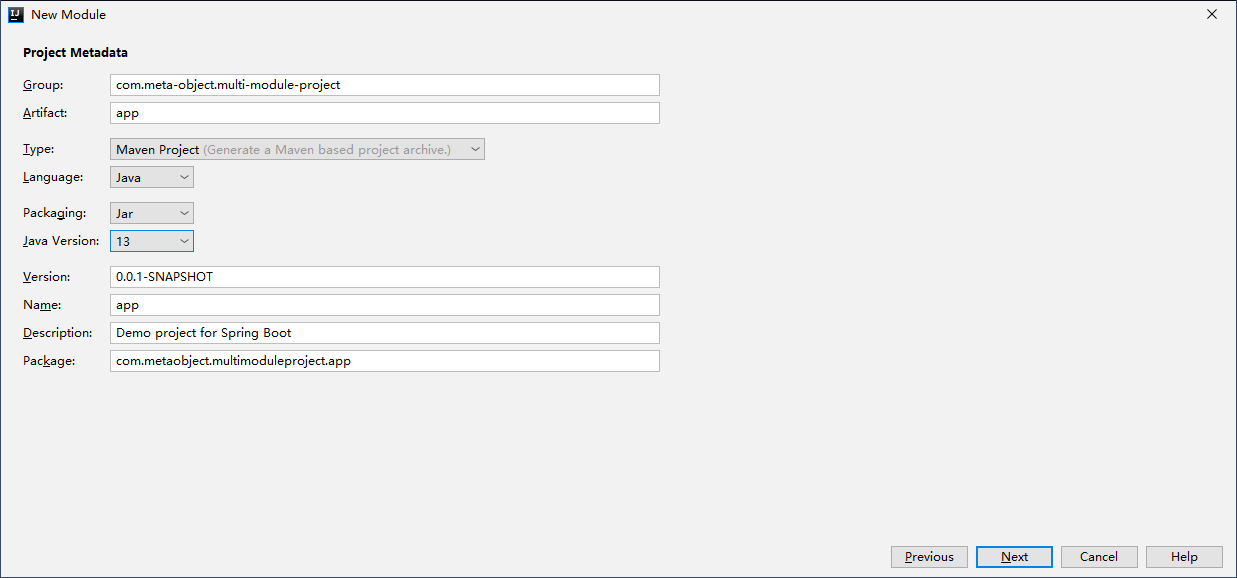 IJ New Module
Project Metadata
Group: com.meta-object.multi-module-project
Artifact: app
Type: Maven Project (Generate a Maven based project archive.)
Language: Java
Packaging: Jar
Java Version: 13
Version: 0.0.1-SNAPSHOT
Name: app
Description: Demo project for Spring Boot
Package: com.metaobject.multimoduleproject.app
Previous Next Cancel Help